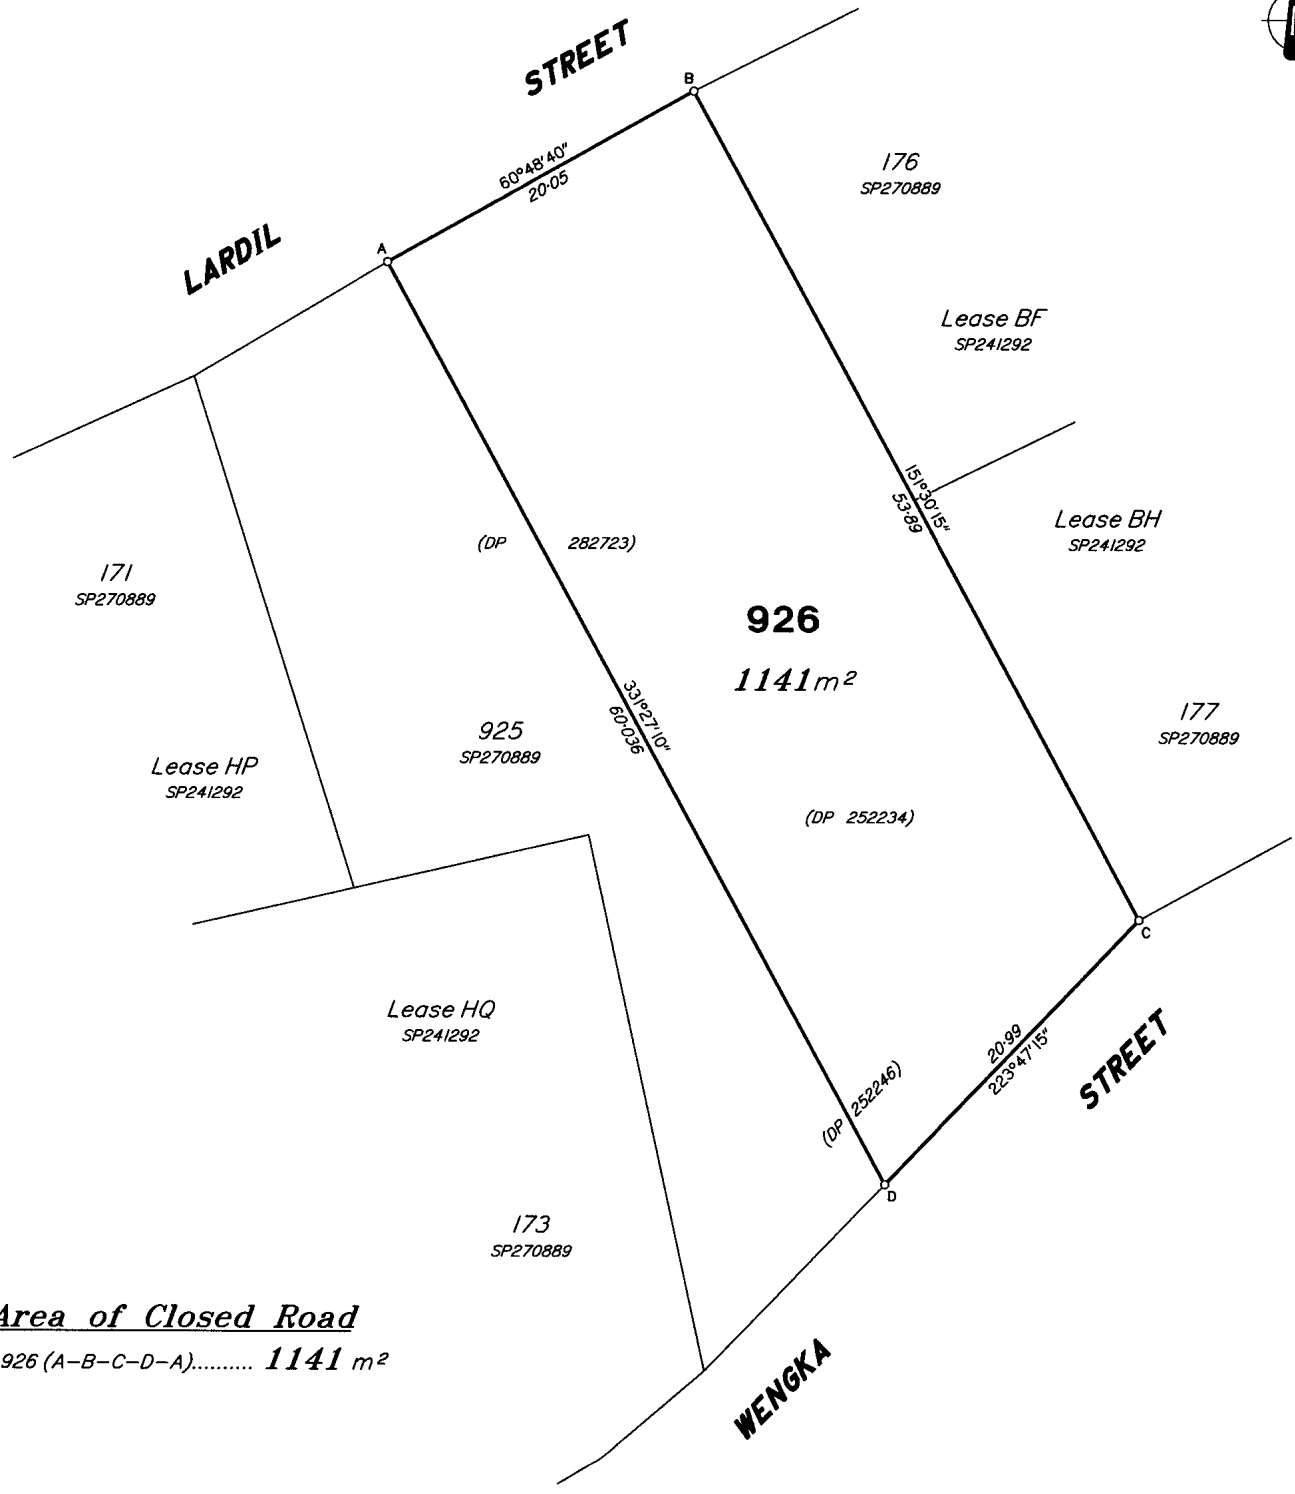 STREET
B
60°48'40"
20·05
176
SP270889
A
LARDIL
Lease BF
SP241292
151°30'15"
53·89
Lease BH
SP241292
(DP 282723)
171
SP270889
926
1141m²
331°27'10"
60·036
925
SP270889
177
SP270889
Lease HP
SP241292
(DP 252234)
C
Lease HQ
SP241292
20·99
223°47'15"
STREET
(DP 252246)
D
173
SP270889
Area of Closed Road
926 (A-B-C-D-A).......... 1141 m²
WENGKA